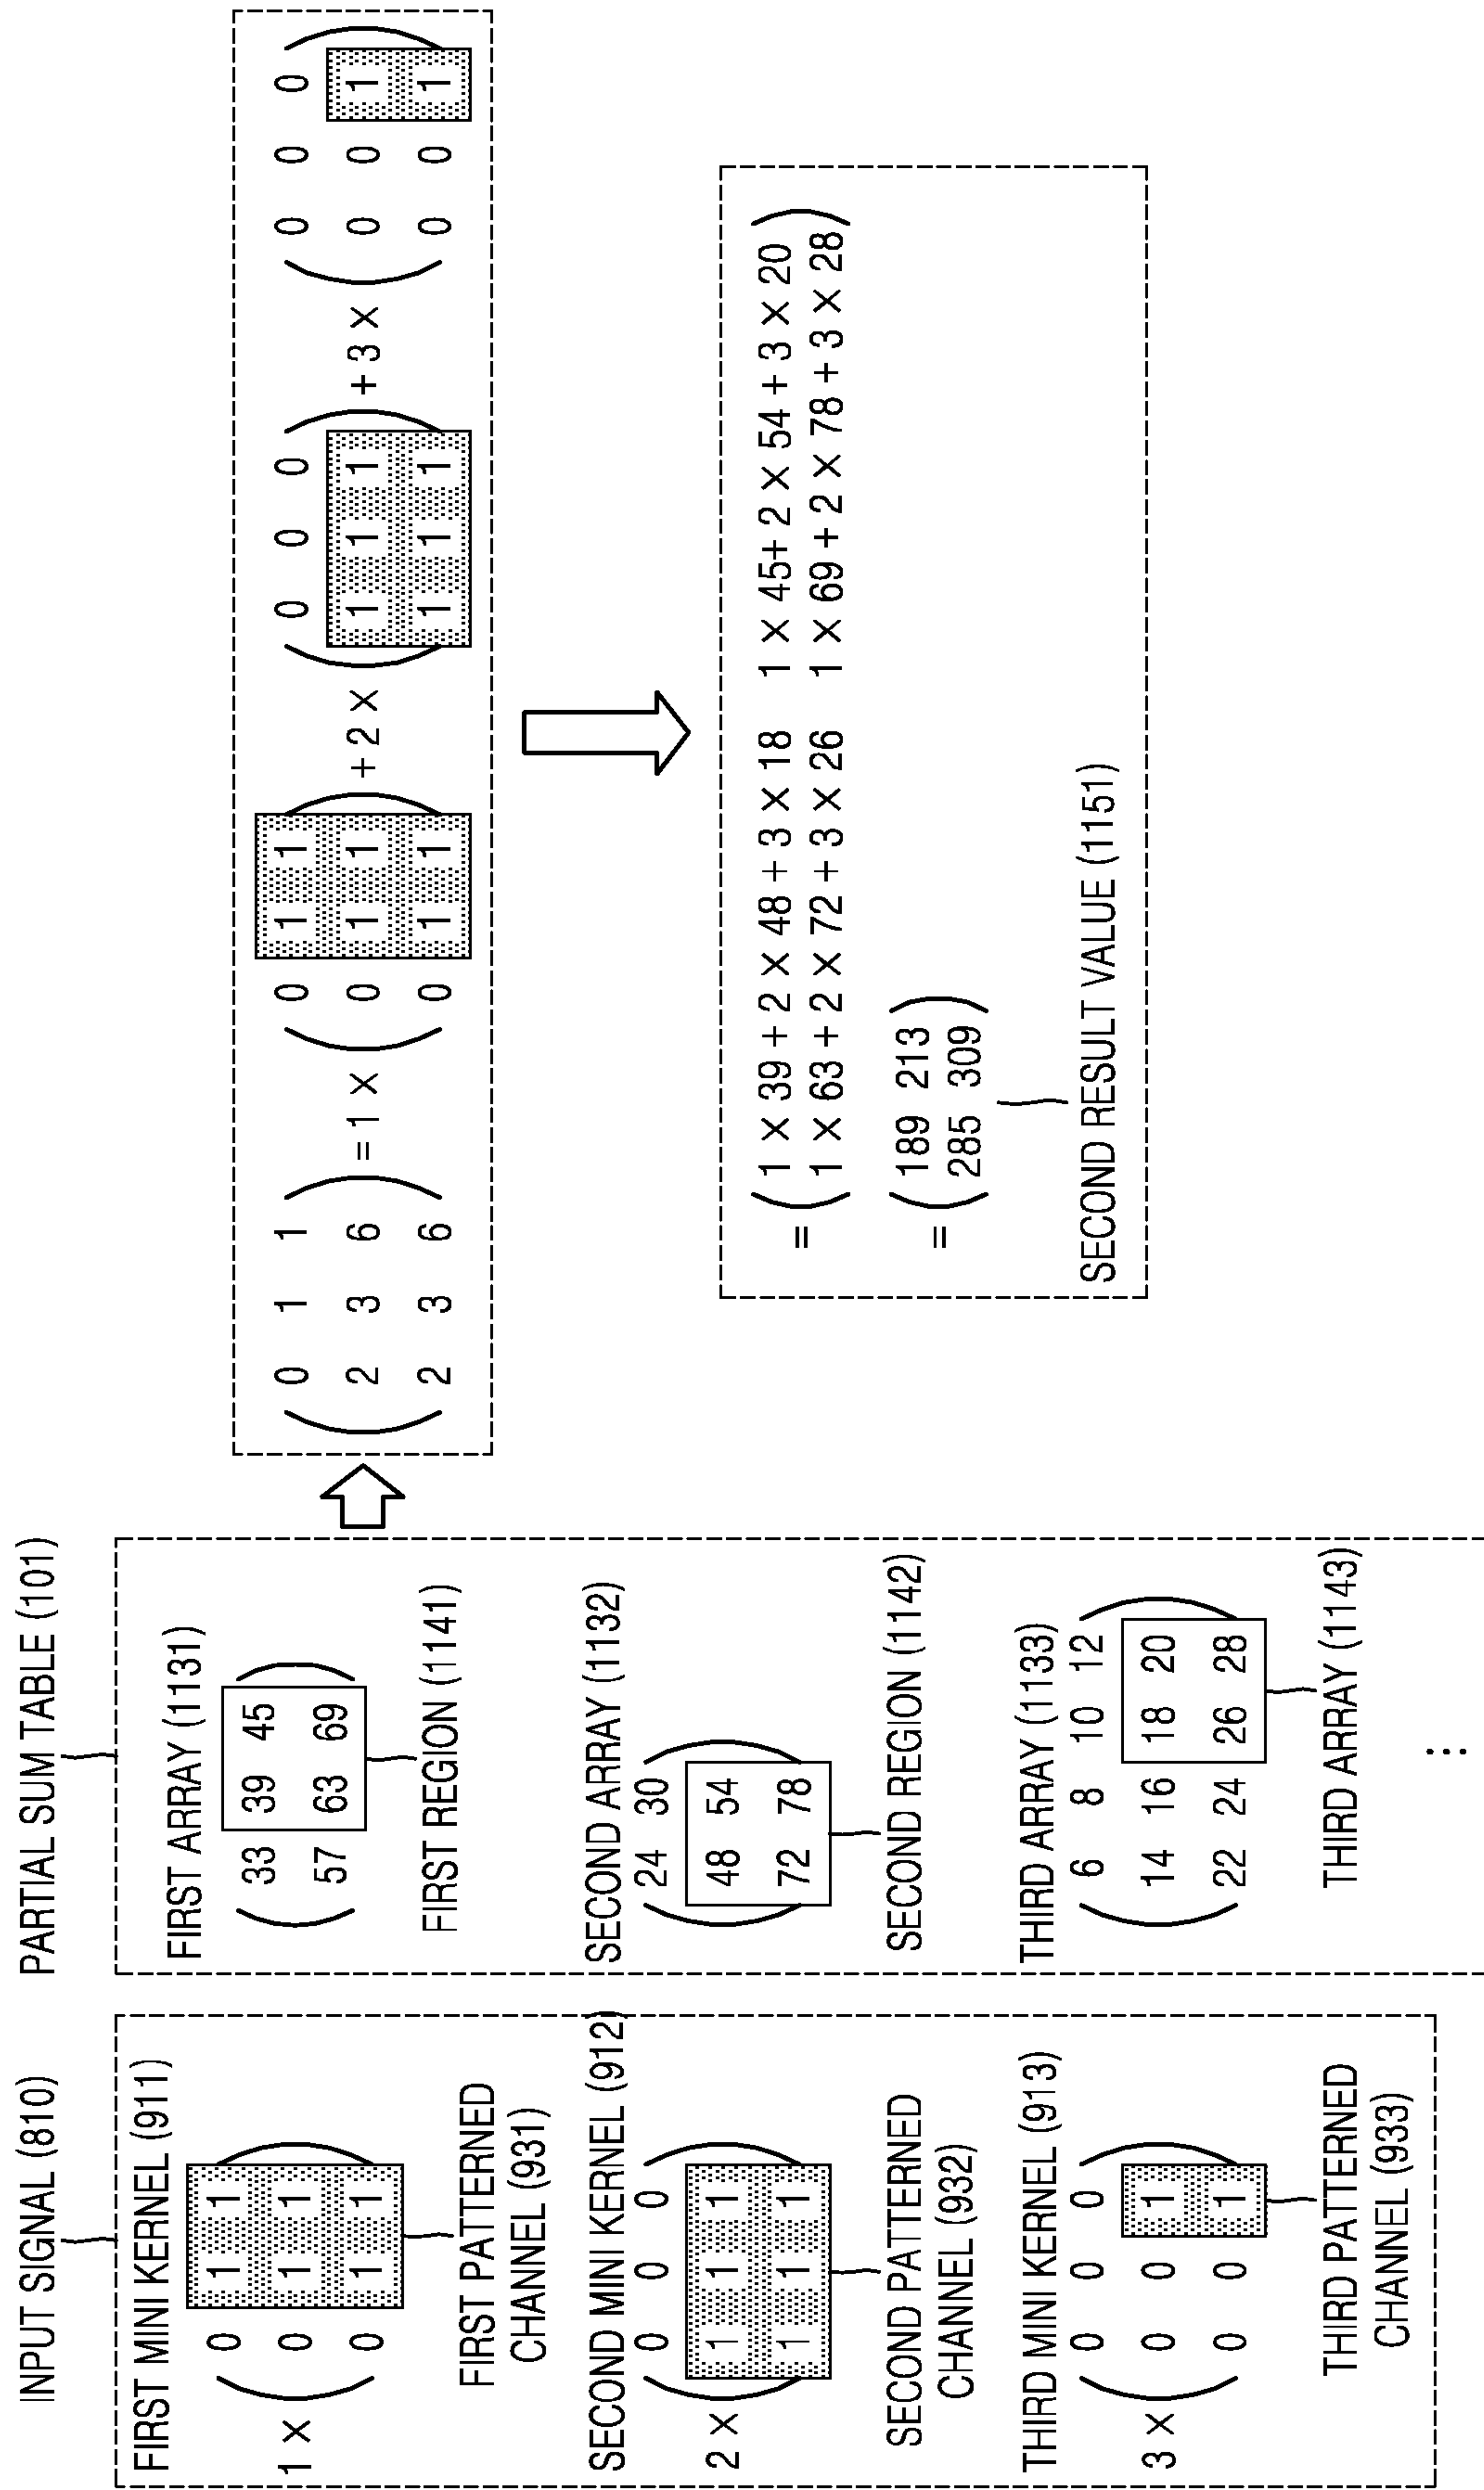 INPUT SIGNAL (810)
FIRST MINI KERNEL (911)
0 1 1
1 × ( 0 1 1 )
0 1 1
FIRST PATTERNED
CHANNEL (931)
SECOND MINI KERNEL (912)
0 0 0
2 × ( 1 1 1 )
1 1 1
SECOND PATTERNED
CHANNEL (932)
THIRD MINI KERNEL (913)
0 0 0
3 × ( 0 0 1 )
0 0 1
THIRD PATTERNED
CHANNEL (933)
PARTIAL SUM TABLE (101)
FIRST ARRAY (1131)
( 33 39 45 )
57 63 69
FIRST REGION (1141)
SECOND ARRAY (1132)
24 30
( 48 54 )
72 78
SECOND REGION (1142)
THIRD ARRAY (1133)
6 8 10 12
( 14 16 18 20 )
22 24 26 28
THIRD ARRAY (1143)
⋮
0 1 1 0 1 1 0 0 0 0 0 0
( 2 3 6 ) = 1 × ( 0 1 1 ) + 2 × ( 1 1 1 ) + 3 × ( 0 0 1 )
2 3 6 0 1 1 1 1 1 0 0 1
= ( 1 × 39 + 2 × 48 + 3 × 18 1 × 45+ 2 × 54 + 3 × 20 )
1 × 63 + 2 × 72 + 3 × 26 1 × 69 + 2 × 78 + 3 × 28
= ( 189 213 )
285 309
SECOND RESULT VALUE (1151)